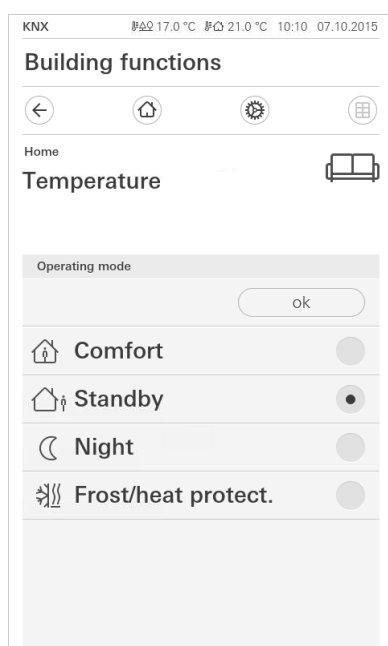 KNX 17.0 °C 21.0 °C 10:10 07.10.2015
Building functions
Home
Temperature
Operating mode
ok
Comfort
Standby
Night
Frost/heat protect.